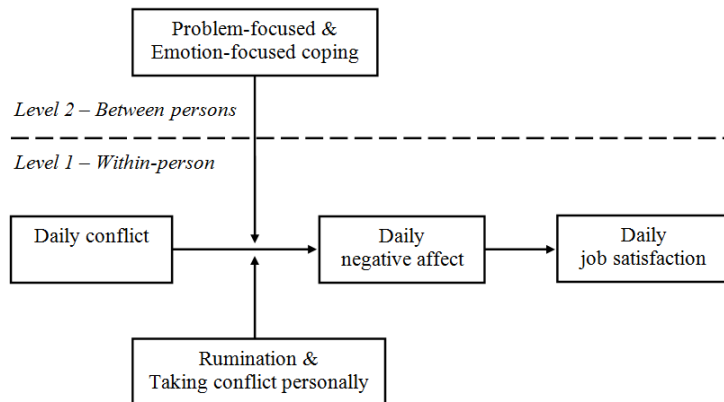 Problem-focused &
Emotion-focused coping
Level 2 – Between persons
Level 1 – Within-person
Daily conflict
Daily
negative affect
Daily
job satisfaction
Rumination &
Taking conflict personally